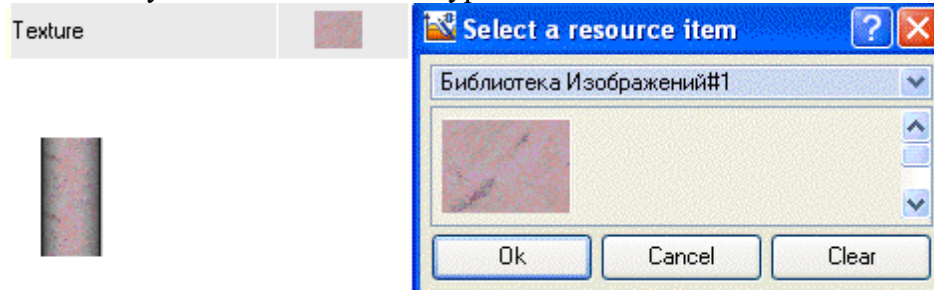 Texture
Select a resource item
Библиотека Изображений#1
Ok
Cancel
Clear